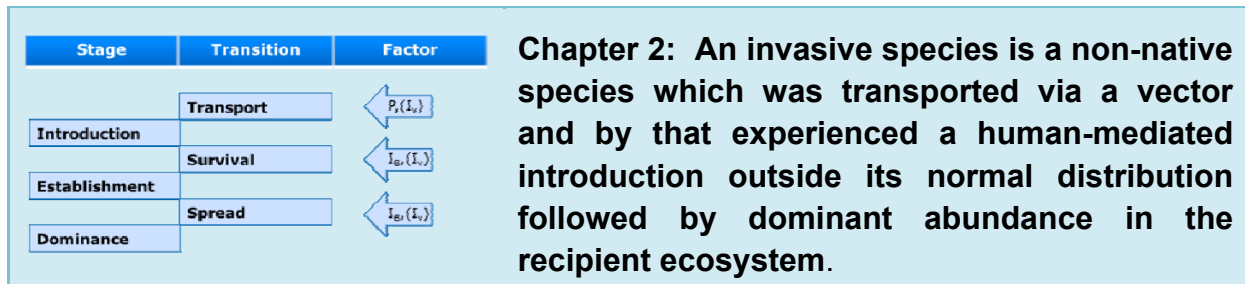 Stage Transition Factor
Transport
Introduction
Survival
Establishment
Spread
Dominance
Chapter 2: An invasive species is a non-native
species which was transported via a vector
and by that experienced a human-mediated
introduction outside its normal distribution
followed by dominant abundance in the
recipient ecosystem.